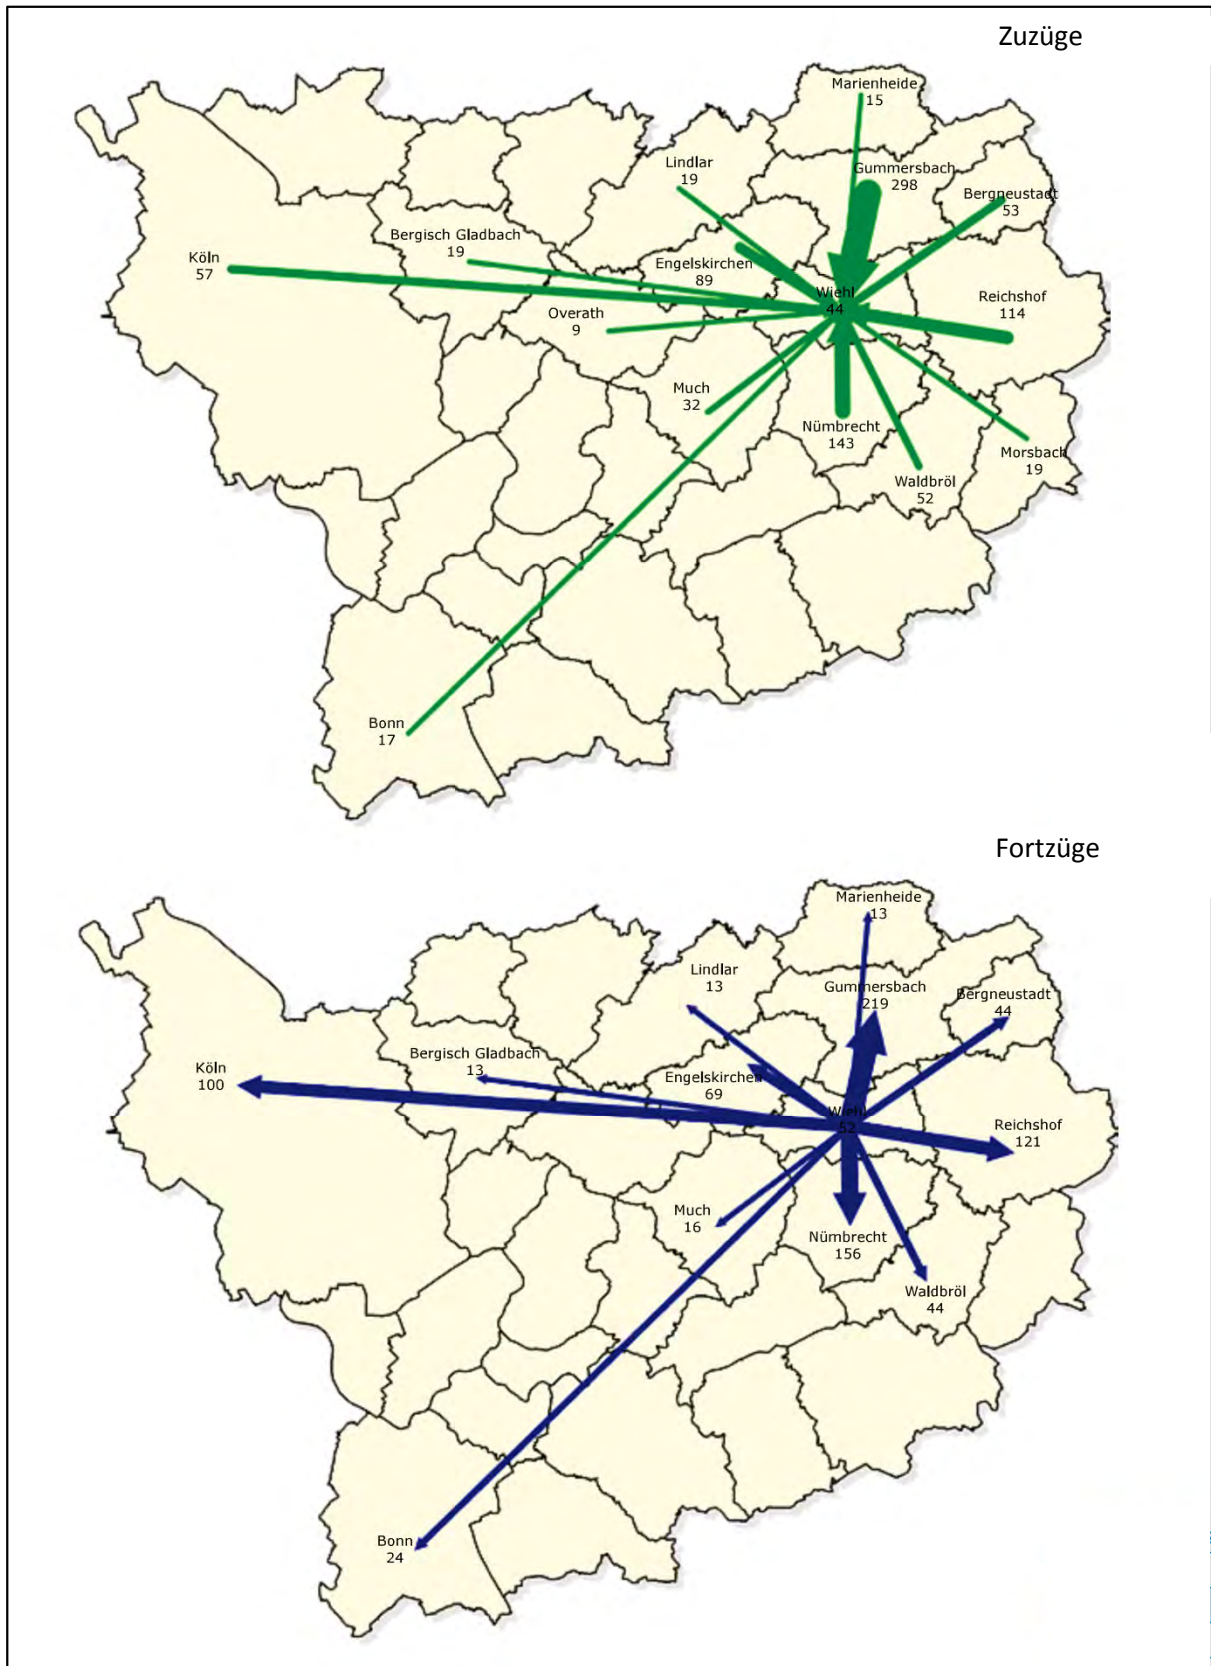 Zuzüge
Marienheide
15
Lindlar
19
Gummersbach
298
Bergneustadt
53
Bergisch Gladbach
19
Köln
57
Engelskirchen
89
Wiehl
44
Reichshof
114
Overath
9
Much
32
Nümbrecht
143
Morsbach
19
Waldbröl
52
Bonn
17
Fortzüge
Marienheide
13
Lindlar
13
Gummersbach
219
Bergneustadt
44
Bergisch Gladbach
13
Köln
100
Engelskirchen
69
Wiehl
52
Reichshof
121
Much
16
Nümbrecht
156
Waldbröl
44
Bonn
24